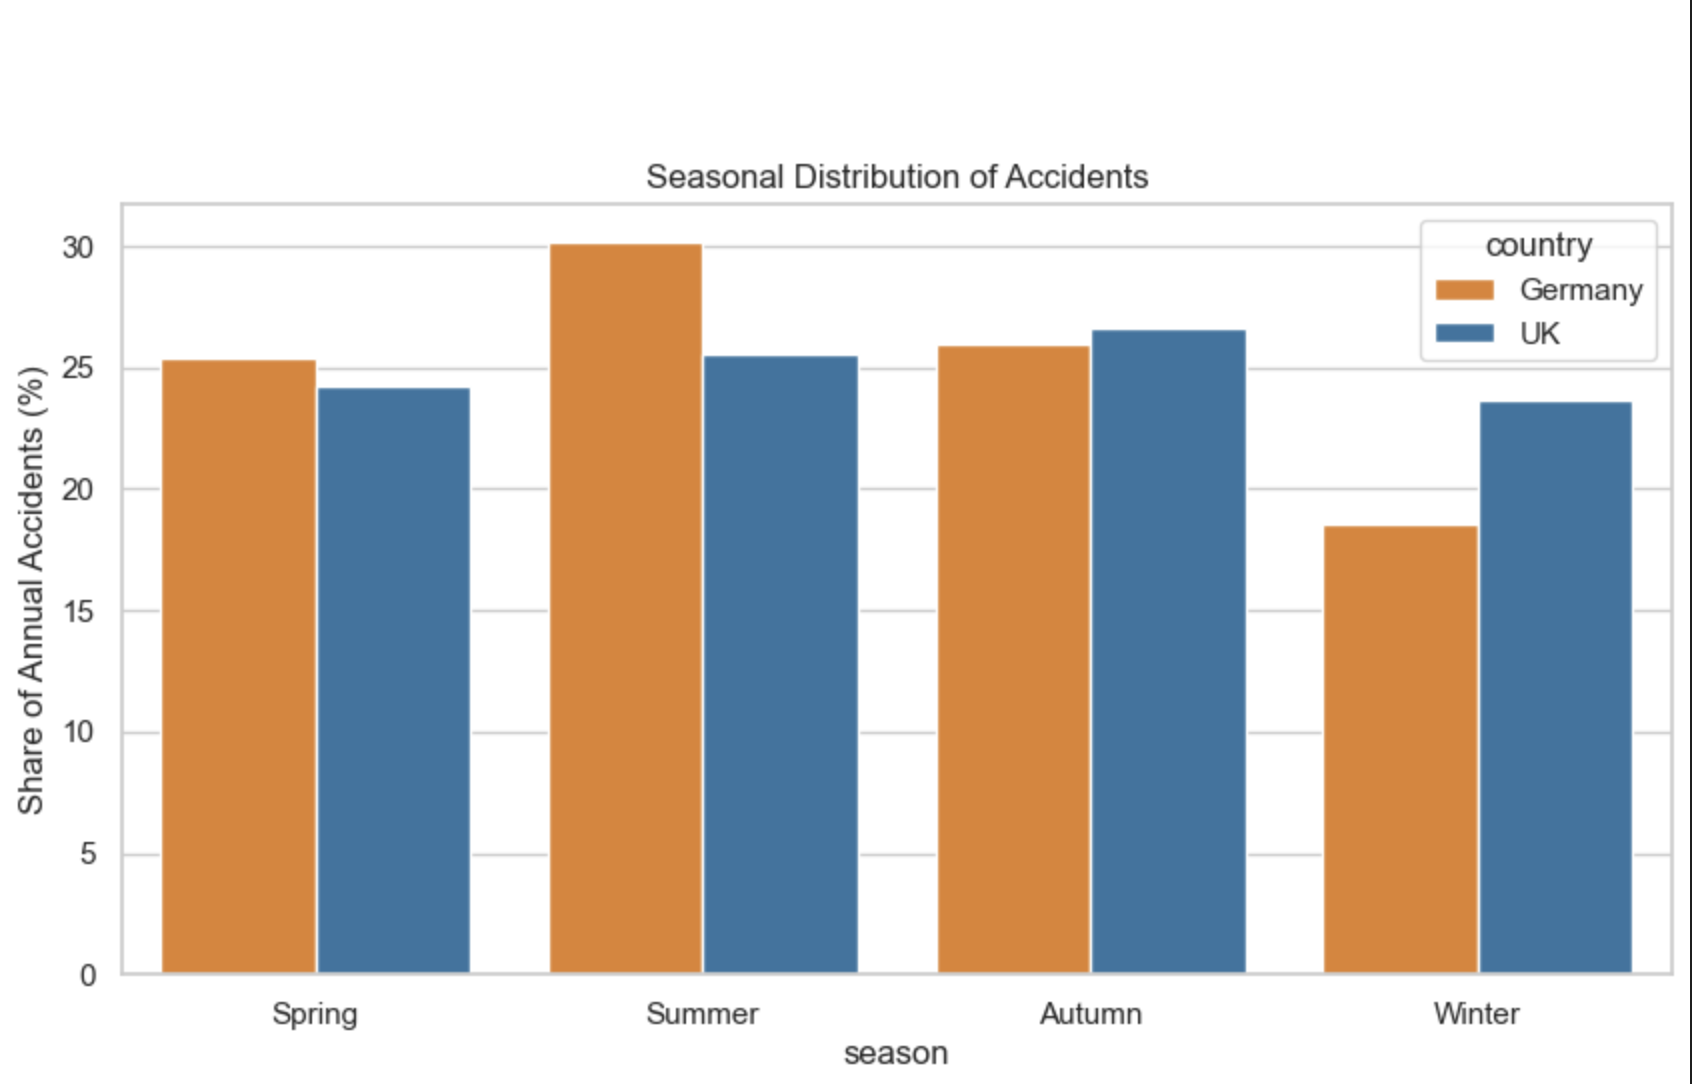 Seasonal Distribution of Accidents
country
Germany
UK
Share of Annual Accidents (%)
30
25
20
15
10
5
0
Spring Summer Autumn Winter
season